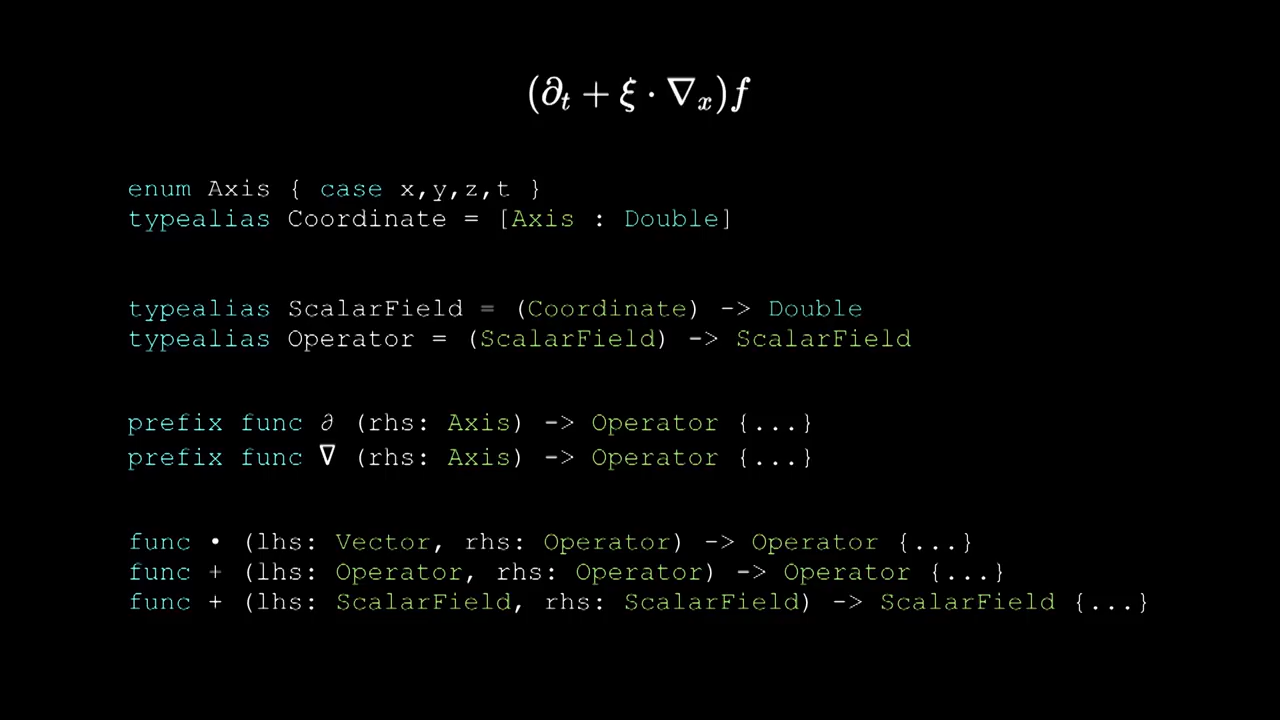 (∂ₜ + ξ · ∇ₓ)f
enum Axis { case x,y,z,t }
typealias Coordinate = [Axis : Double]
typealias ScalarField = (Coordinate) -> Double
typealias Operator = (ScalarField) -> ScalarField
prefix func ∂ (rhs: Axis) -> Operator {...}
prefix func ∇ (rhs: Axis) -> Operator {...}
func • (lhs: Vector, rhs: Operator) -> Operator {...}
func + (lhs: Operator, rhs: Operator) -> Operator {...}
func + (lhs: ScalarField, rhs: ScalarField) -> ScalarField {...}